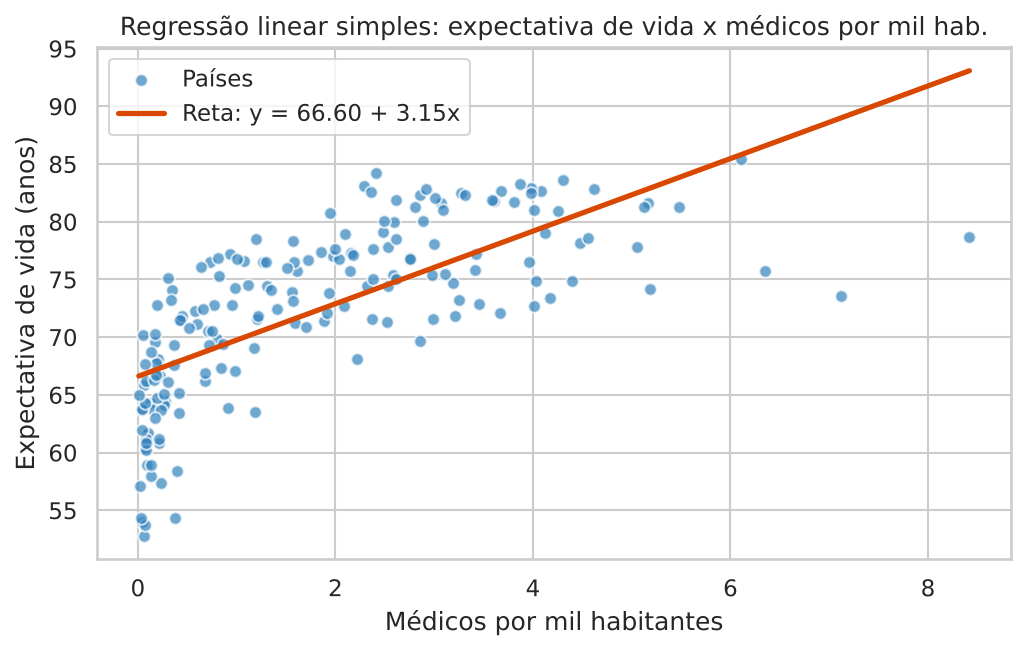 Regressão linear simples: expectativa de vida x médicos por mil hab.
Países
Reta: y = 66.60 + 3.15x
Expectativa de vida (anos)
95
90
85
80
75
70
65
60
55
0 2 4 6 8
Médicos por mil habitantes